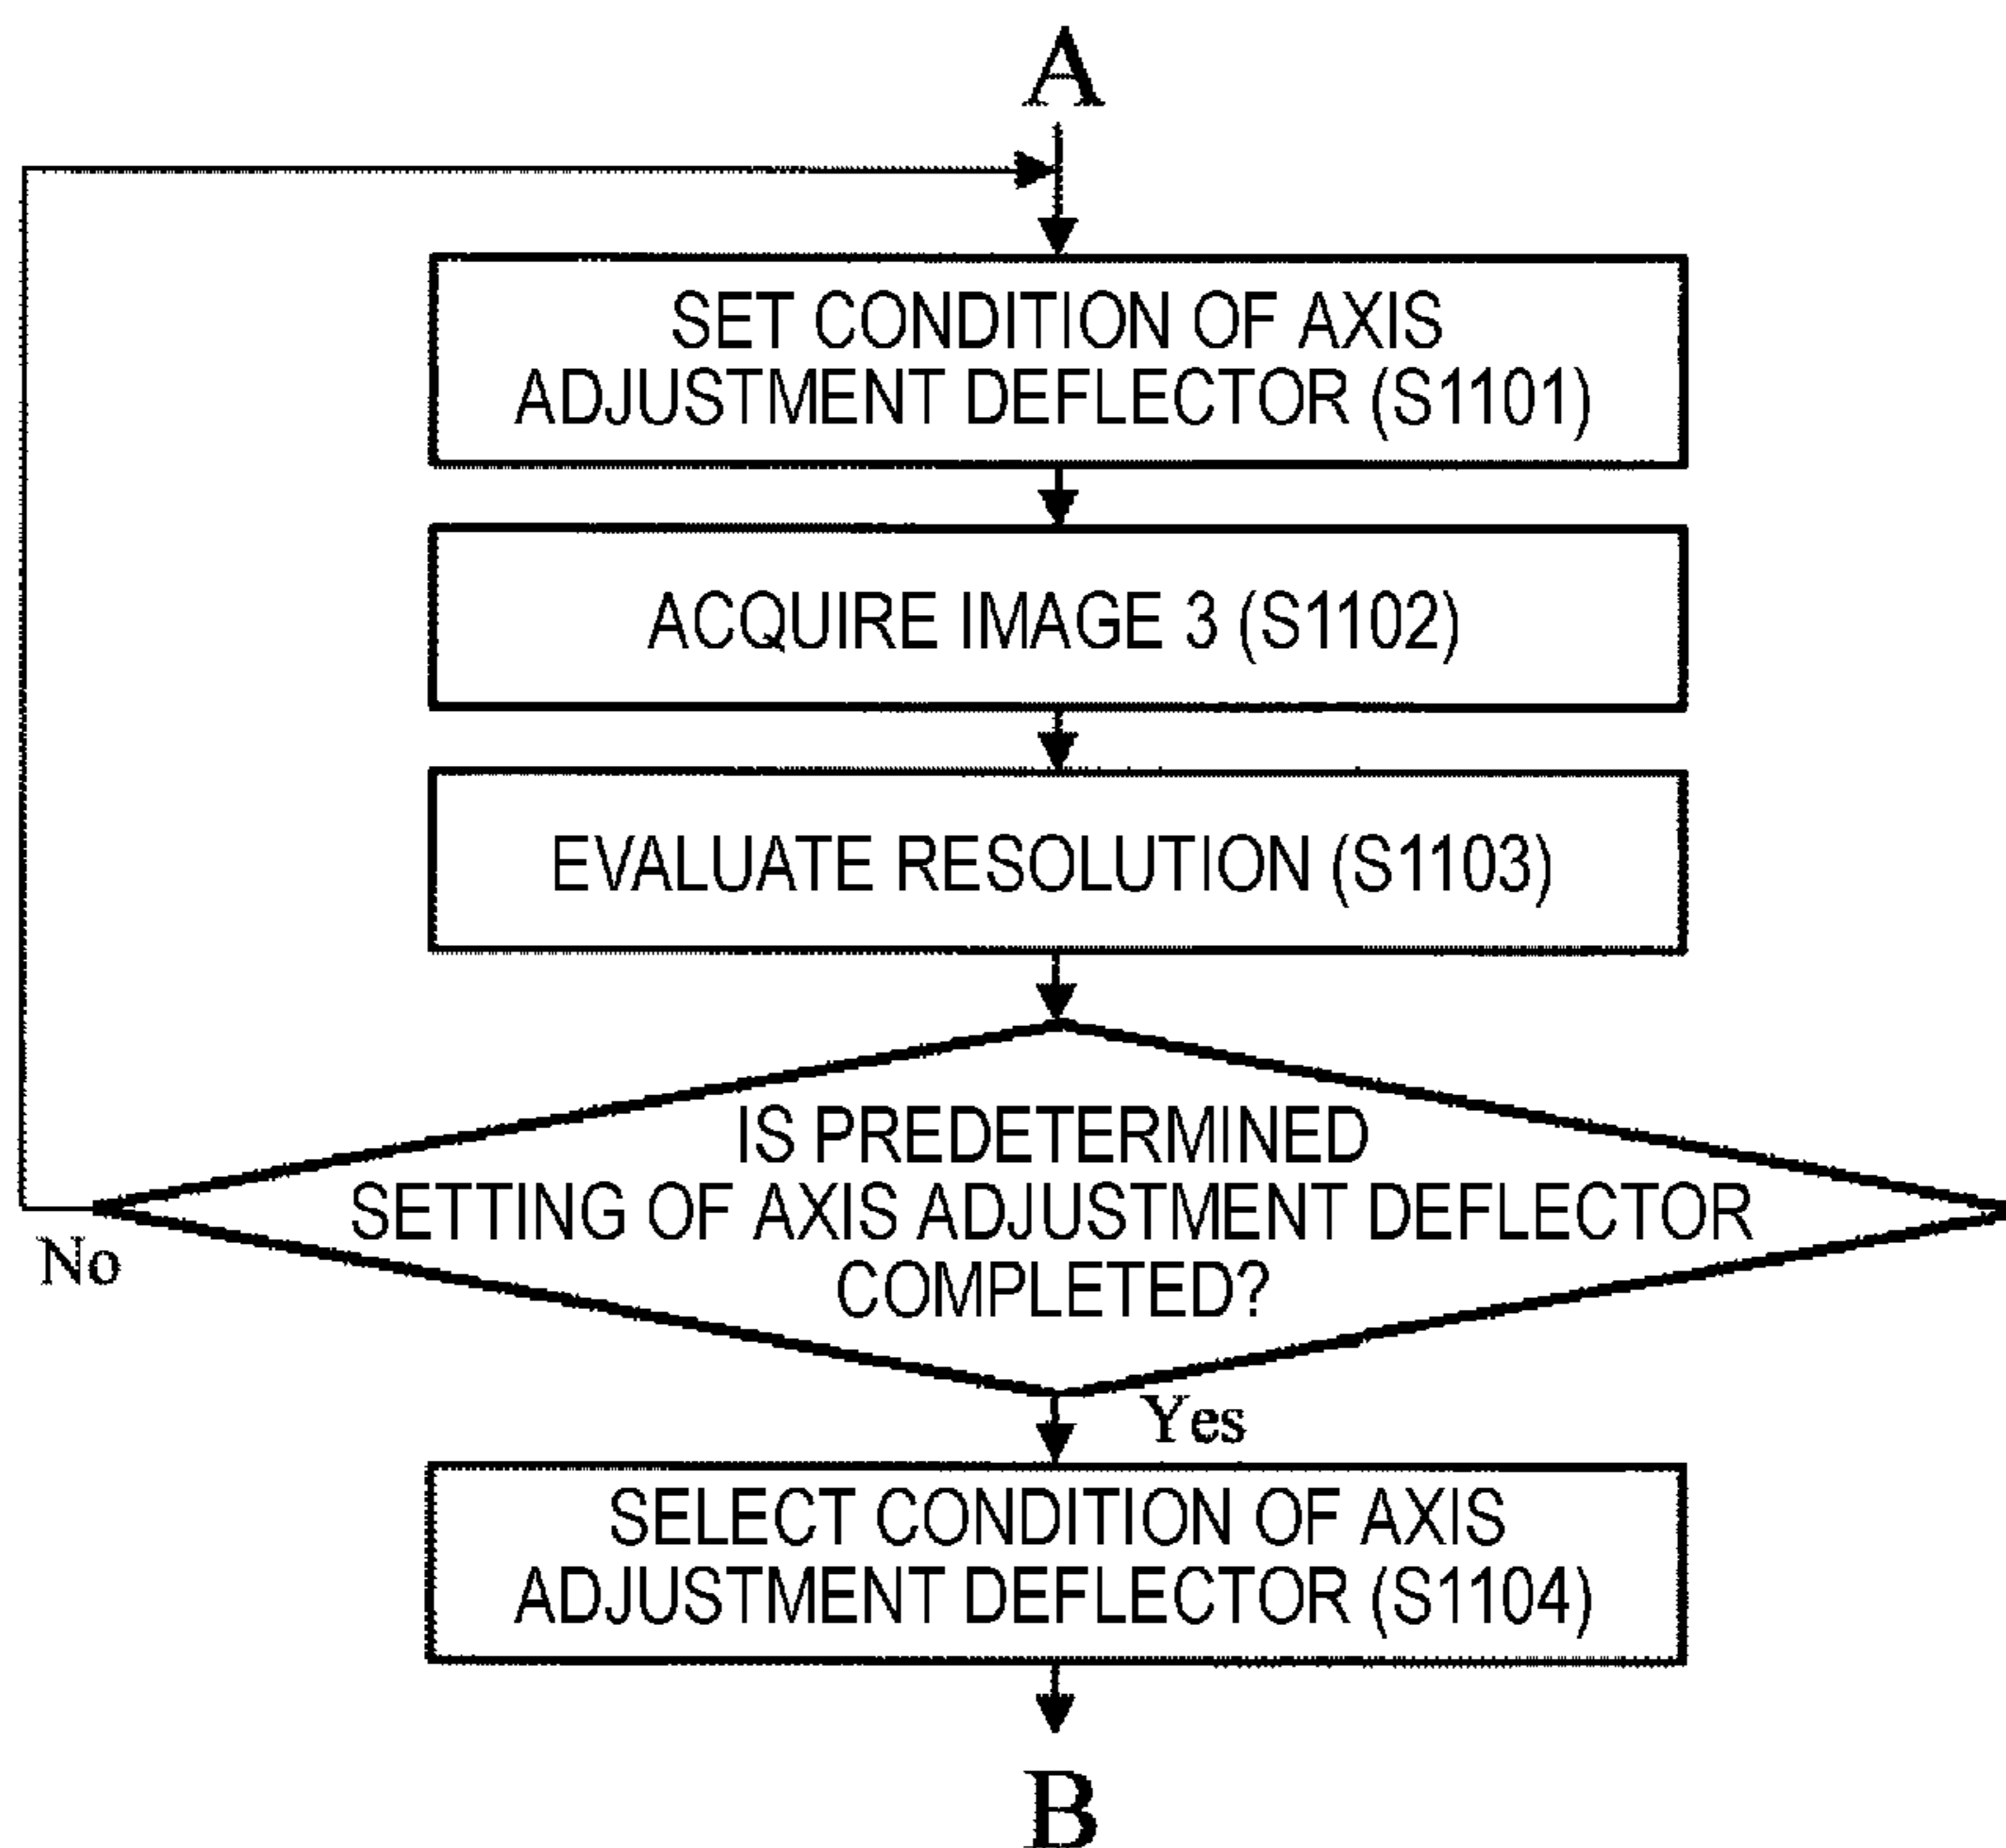 A
SET CONDITION OF AXIS
ADJUSTMENT DEFLECTOR (S1101)
ACQUIRE IMAGE 3 (S1102)
EVALUATE RESOLUTION (S1103)
IS PREDETERMINED
SETTING OF AXIS ADJUSTMENT DEFLECTOR
COMPLETED?
No
Yes
SELECT CONDITION OF AXIS
ADJUSTMENT DEFLECTOR (S1104)
B